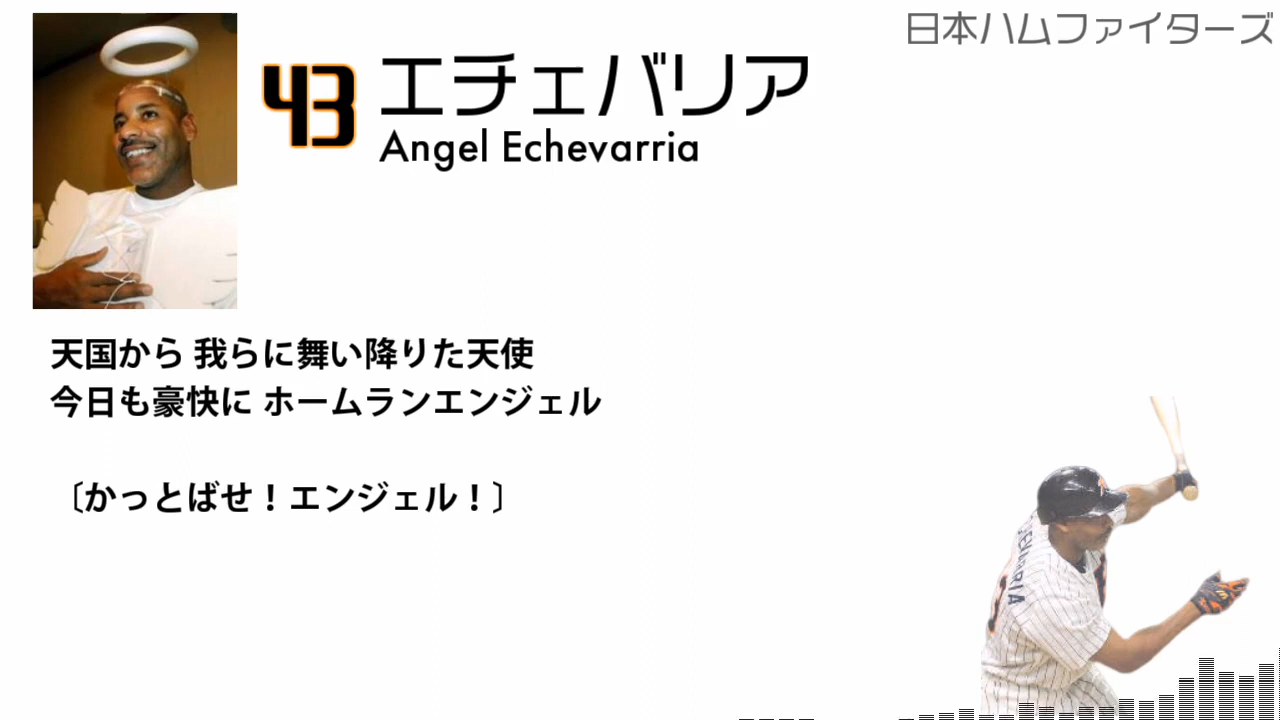 日本ハムファイターズ
43 エチェバリア
Angel Echevarria
天国から 我らに舞い降りた天使
今日も豪快に ホームランエンジェル
〔かっとばせ！エンジェル！〕